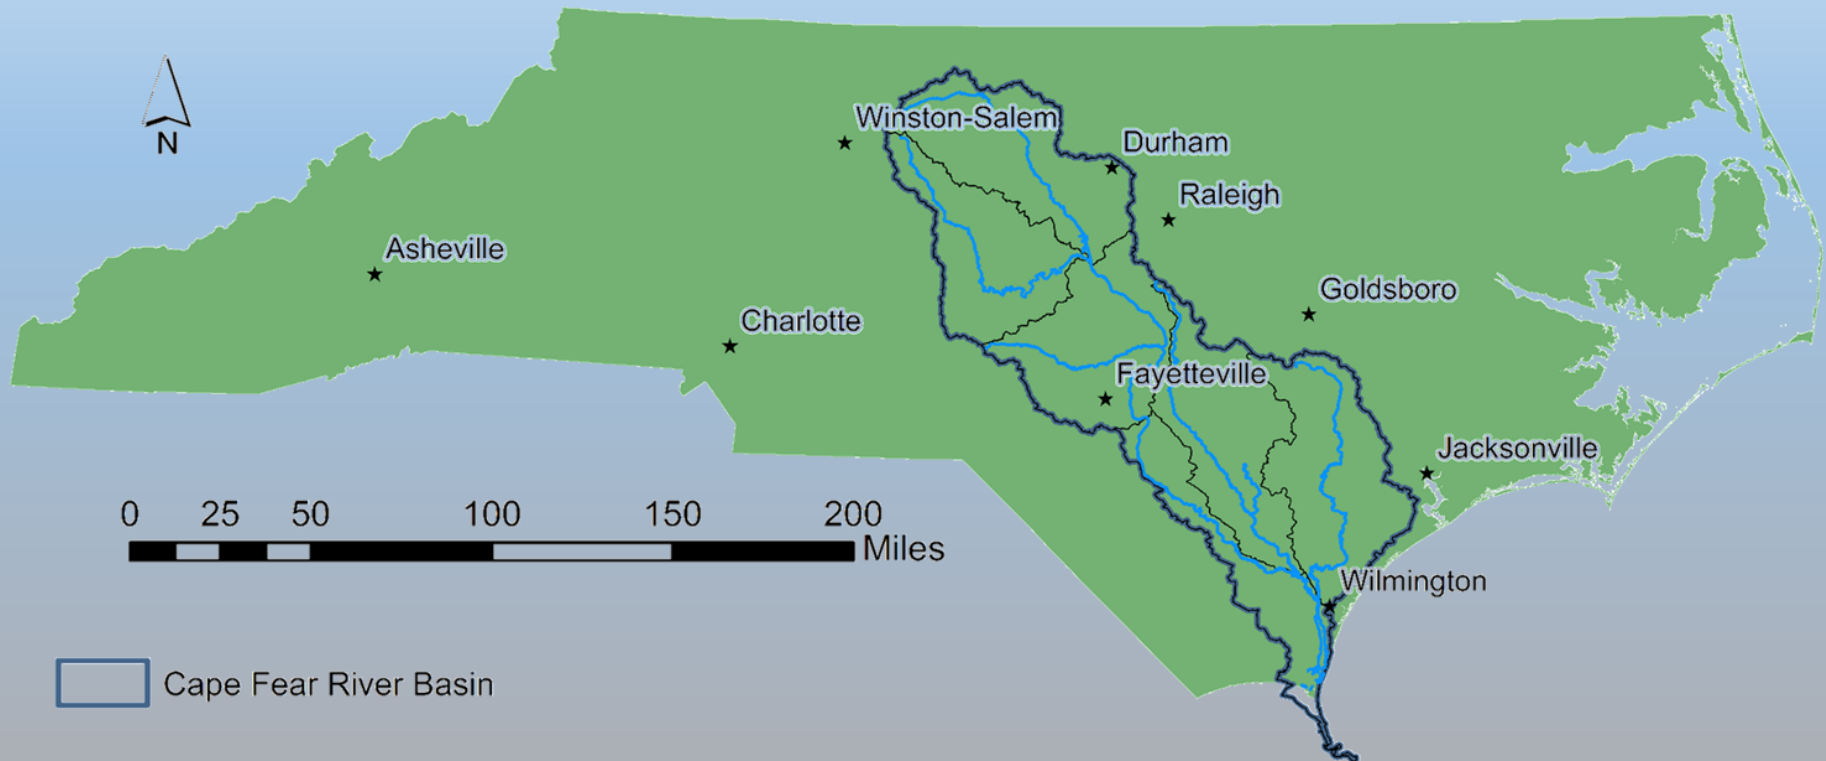 Winston-Salem
Durham
N
Raleigh
Asheville
Goldsboro
Charlotte
Fayetteville
Jacksonville
0 25 50 100 150 200
Miles
Wilmington
Cape Fear River Basin